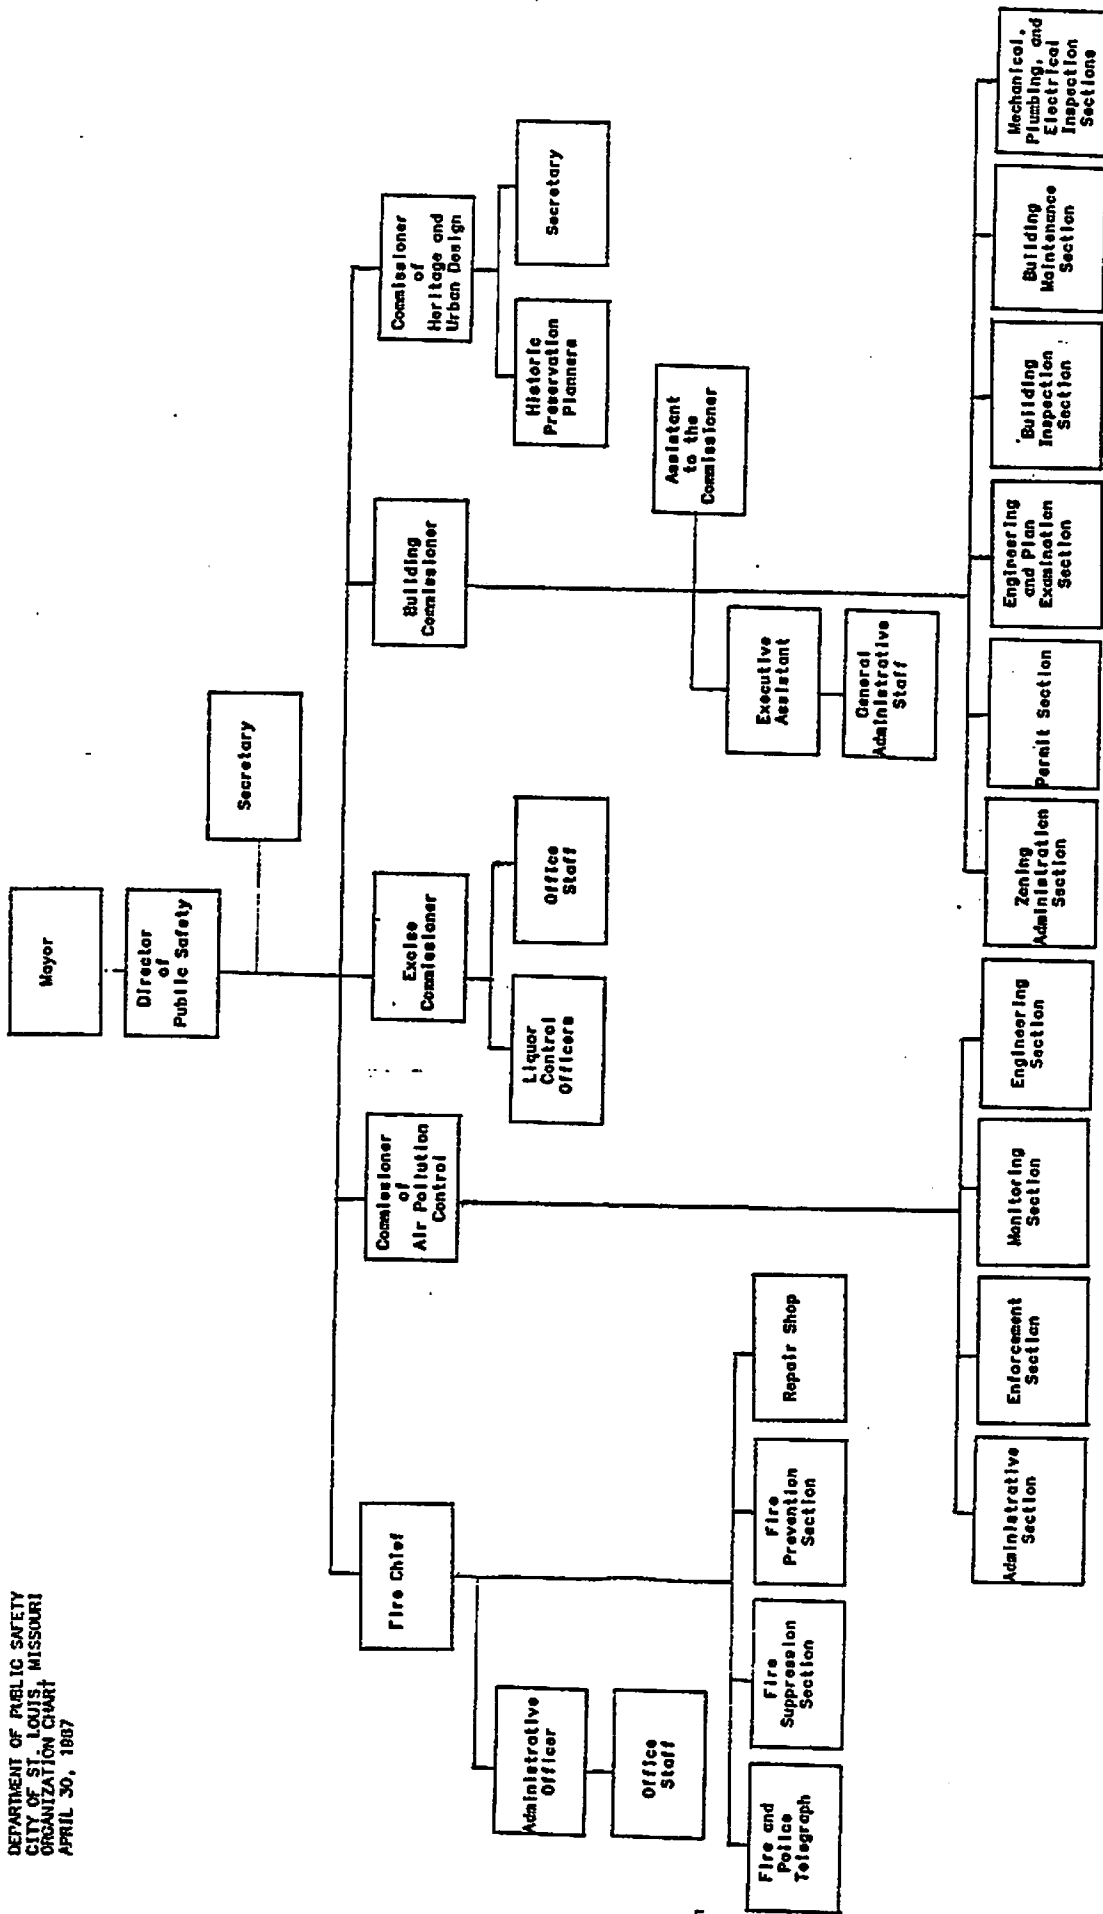 DEPARTMENT OF PUBLIC SAFETY
CITY OF ST. LOUIS, MISSOURI
ORGANIZATION CHART
APRIL 30, 1987
Mayor
Director
of
Public Safety
Secretary
Fire Chief
Commissioner
of
Air Pollution
Control
Excise
Commissioner
Building
Commissioner
Commissioner
of
Heritage and
Urban Design
Administrative
Officer
Office
Staff
Liquor
Control
Officers
Office
Staff
Historic
Preservation
Planners
Secretary
Assistant
to the
Commissioner
Executive
Assistant
General
Administrative
Staff
Fire and
Police
Telegraph
Fire
Suppression
Section
Fire
Prevention
Section
Repair Shop
Administrative
Section
Enforcement
Section
Monitoring
Section
Engineering
Section
Zoning
Administration
Section
Permit Section
Engineering
and Plan
Examination
Section
Building
Inspection
Section
Building
Maintenance
Section
Mechanical,
Plumbing, and
Electrical
Inspection
Sections